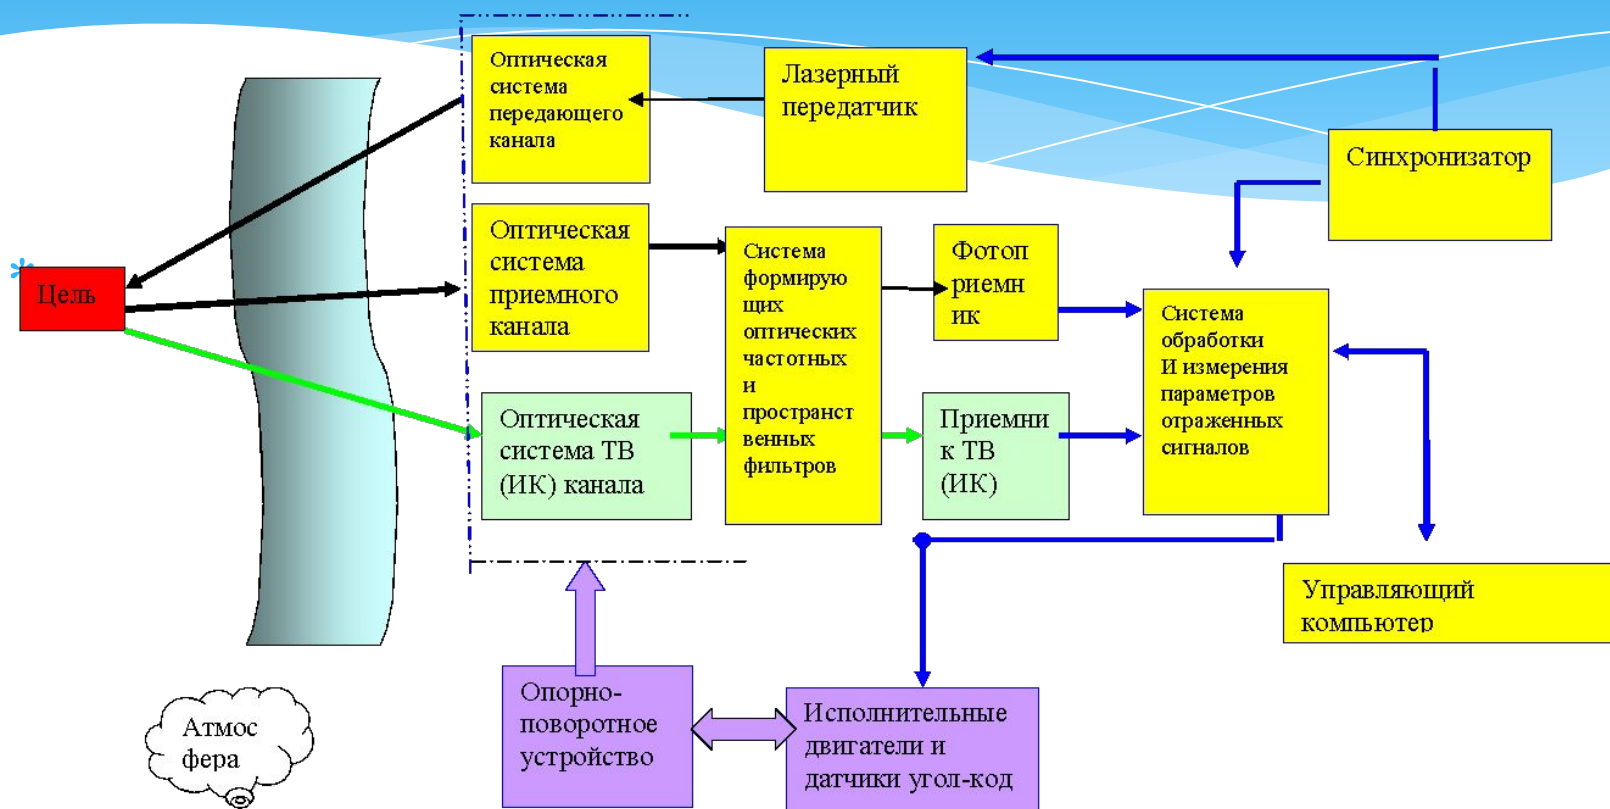 Оптическая
система
передающего
канала
Лазерный
передатчик
Синхронизатор
Оптическая
система
приемного
канала
Система
формирую
щих
оптических
частотных
и
пространст
венных
фильтров
Фотоп
риемн
ик
Цель
Система
обработки
И измерения
параметров
отраженных
сигналов
Оптическая
система ТВ
(ИК) канала
Приемни
к ТВ
(ИК)
Управляющий
компьютер
Опорно-
поворотное
устройство
Исполнительные
двигатели и
датчики угол-код
Атмос
фера